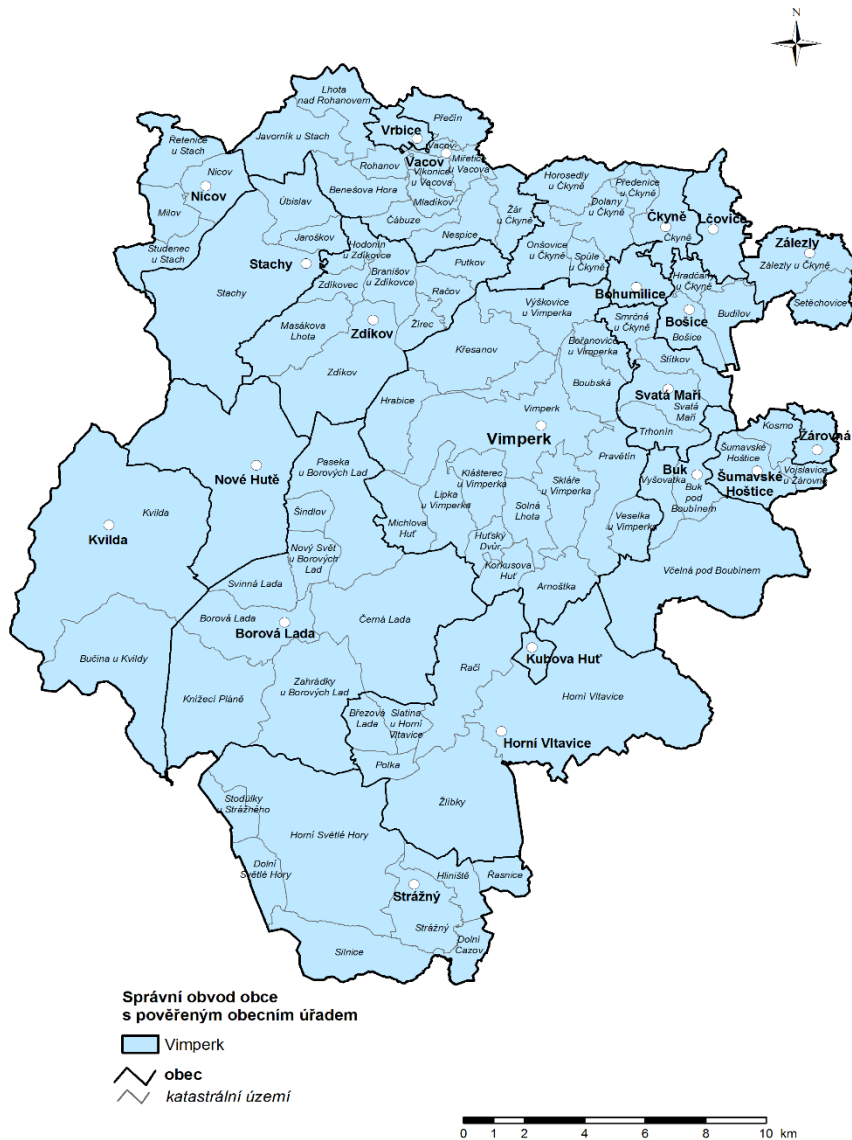 N
Lhota
nad Rohanovem
Přečín
Vrbice
Řetenice
u Stach
Javorník u Stach
Vacov
Vacov
Miřetice
u Vacova
Nicov
Nicov
Rohanov
Vlkonice
u Vacova
Benešova Hora
Mladíkov
Milov
Úbislav
Čábuze
Žár
u Čkyně
Horosedly
u Čkyně
Předenice
u Čkyně
Dolany
u Čkyně
Čkyně
Čkyně
Lčovice
Studenec
u Stach
Jaroškov
Nespice
Hodonín
u Zdíkovce
Onšovice
u Čkyně
Spůle
u Čkyně
Zálezly
Zálezly u Čkyně
Stachy
Stachy
Zdíkovec
Branišov
u Zdíkovce
Putkov
Račov
Bohumilice
Hradčany
u Čkyně
Setěchovice
Výškovice
u Vimperka
Smrčná
u Čkyně
Bošice
Bošice
Budilov
Masákova
Lhota
Zdíkov
Žírec
Křesanov
Bořanovice
u Vimperka
Štítkov
Zdíkov
Boubská
Svatá Maří
Svatá
Maří
Hrabice
Vimperk
Vimperk
Trhonín
Kosmo
Žárovná
Šumavské
Hoštice
Šumavské
Hoštice
Vojslavice
u Žárovné
Nové Hutě
Paseka
u Borových Lad
Klášterec
u Vimperka
Skláře
u Vimperka
Pravětín
Buk
Vyšovatka
Buk
pod
Boubínem
Lipka
u Vimperka
Šindlov
Michlova
Huť
Solná
Lhota
Veselka
u Vimperka
Kvilda
Kvilda
Huťský
Dvůr
Nový Svět
u Borových
Lad
Korkusova
Huť
Arnoštka
Včelná pod Boubínem
Svinná Lada
Borová Lada
Borová Lada
Černá Lada
Bučina u Kvildy
Kubova Huť
Račí
Knížecí Pláně
Zahrádky
u Borových Lad
Horní Vltavice
Březová
Lada
Slatina
u Horní
Vltavice
Horní Vltavice
Polka
Žlíbky
Stodůlky
u Strážného
Horní Světlé Hory
Dolní
Světlé Hory
Hliniště
Řasnice
Strážný
Strážný
Silnice
Dolní
Cazov
Správní obvod obce
s pověřeným obecním úřadem
Vimperk
obec
katastrální území
0 1 2 4 6 8 10 km